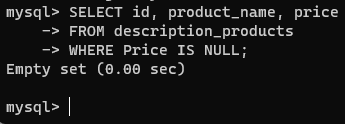 mysql> SELECT id, product_name, price
    -> FROM description_products
    -> WHERE Price IS NULL;
Empty set (0.00 sec)
mysql>